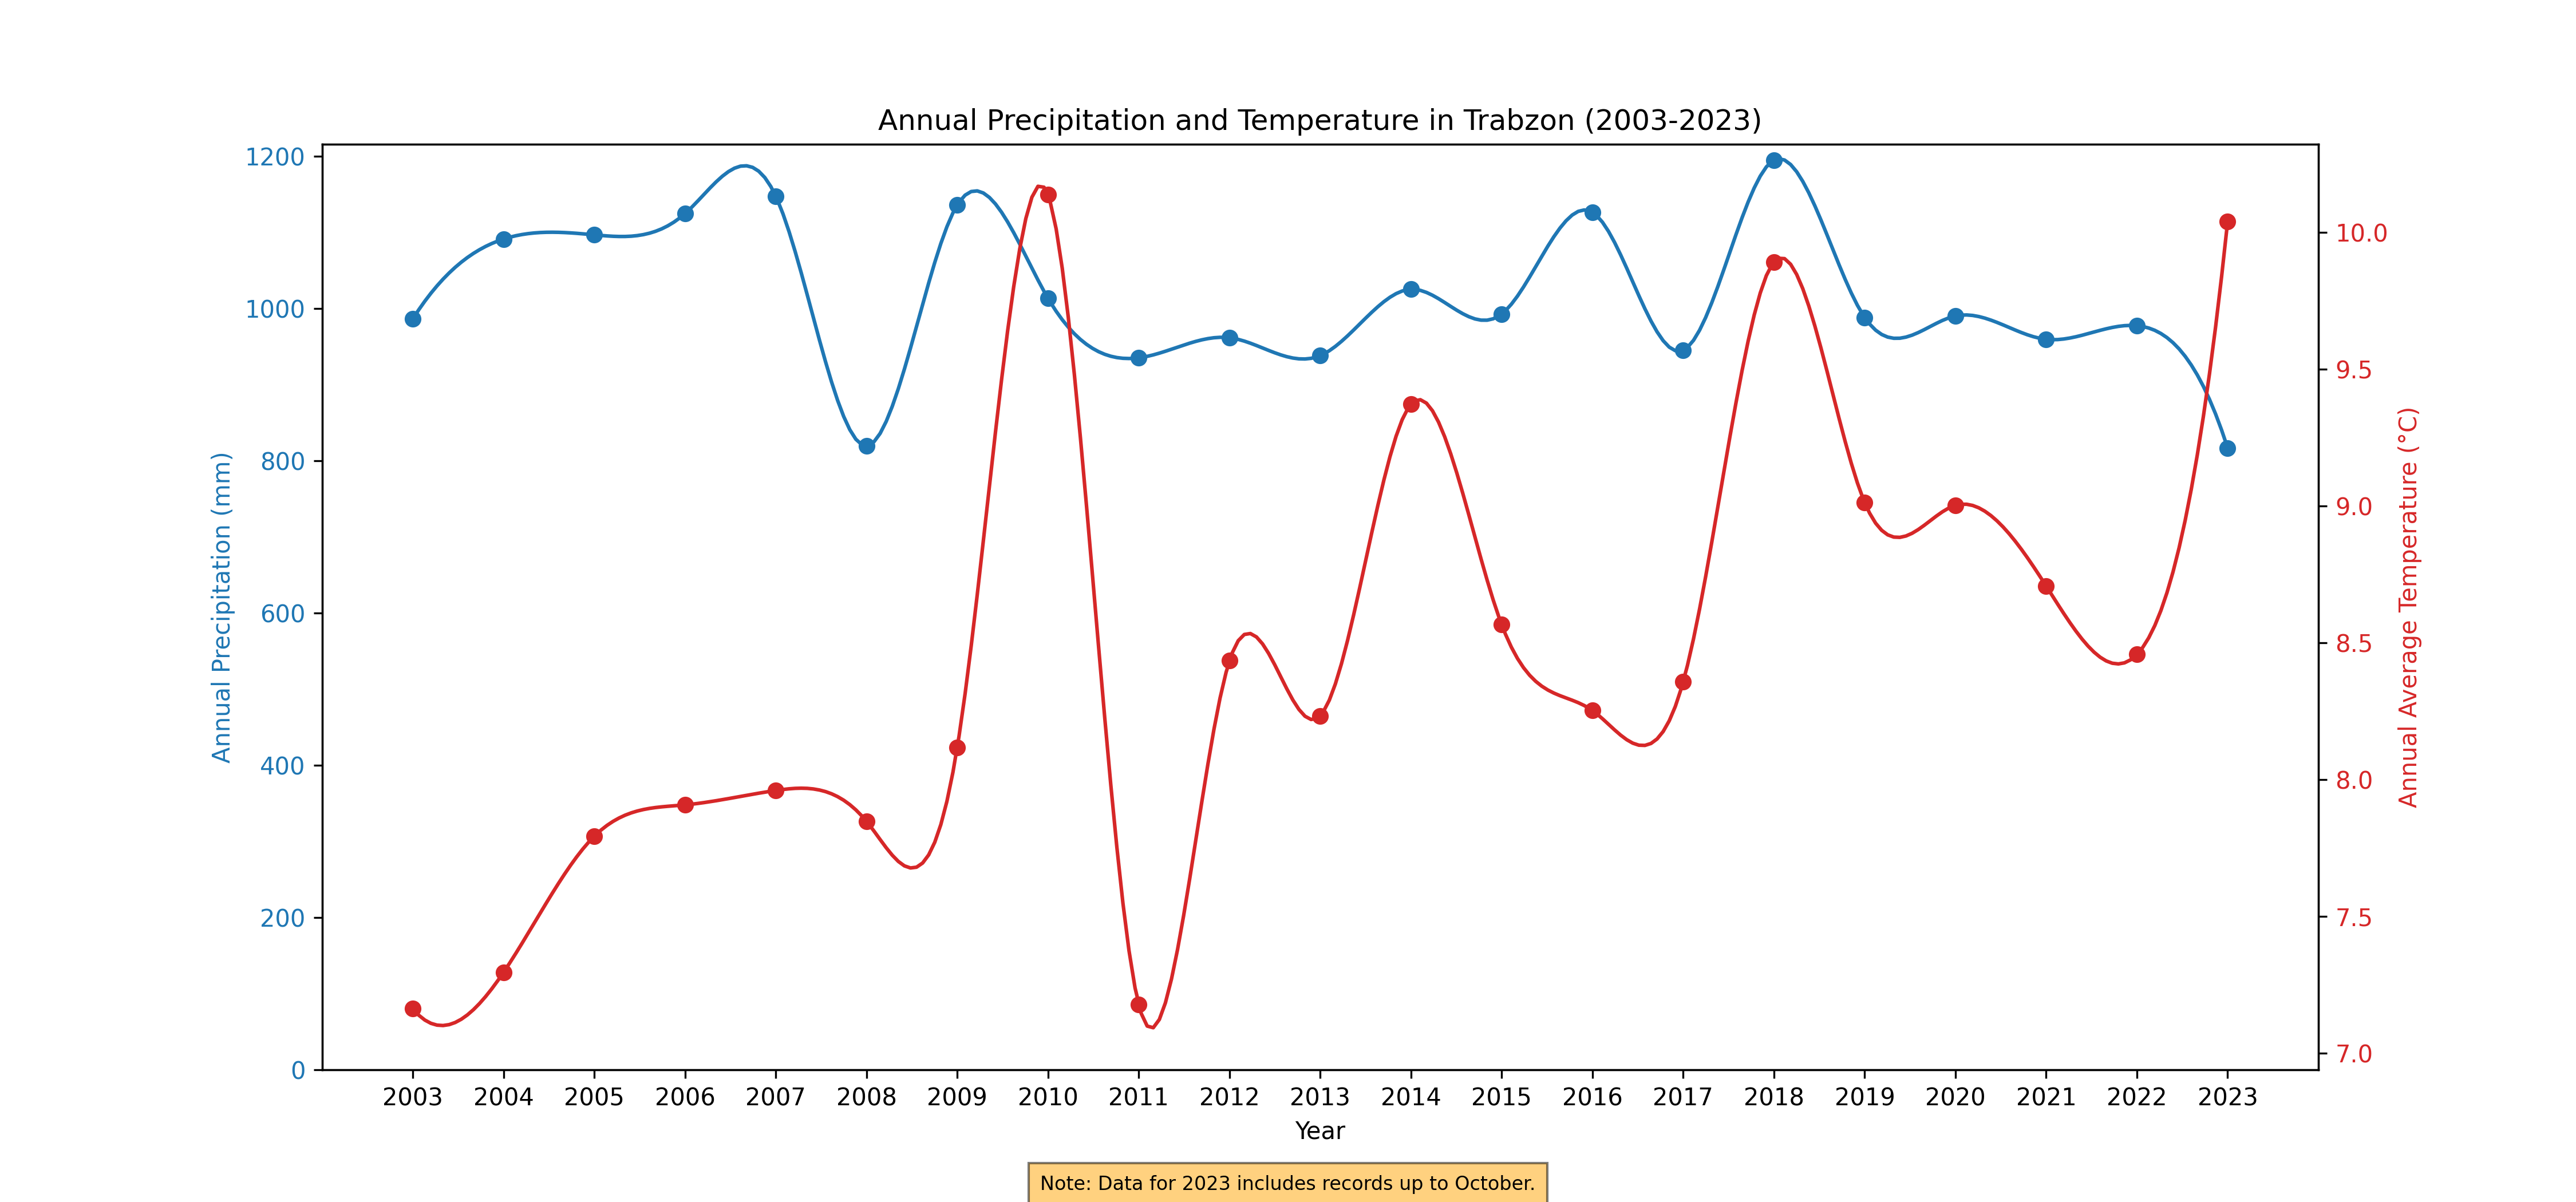 Annual Precipitation and Temperature in Trabzon (2003-2023)
Annual Precipitation (mm)
1200
1000
800
600
400
200
0
10.0
9.5
9.0
8.5
8.0
7.5
7.0
Annual Average Temperature (°C)
2003 2004 2005 2006 2007 2008 2009 2010 2011 2012 2013 2014 2015 2016 2017 2018 2019 2020 2021 2022 2023
Year
Note: Data for 2023 includes records up to October.